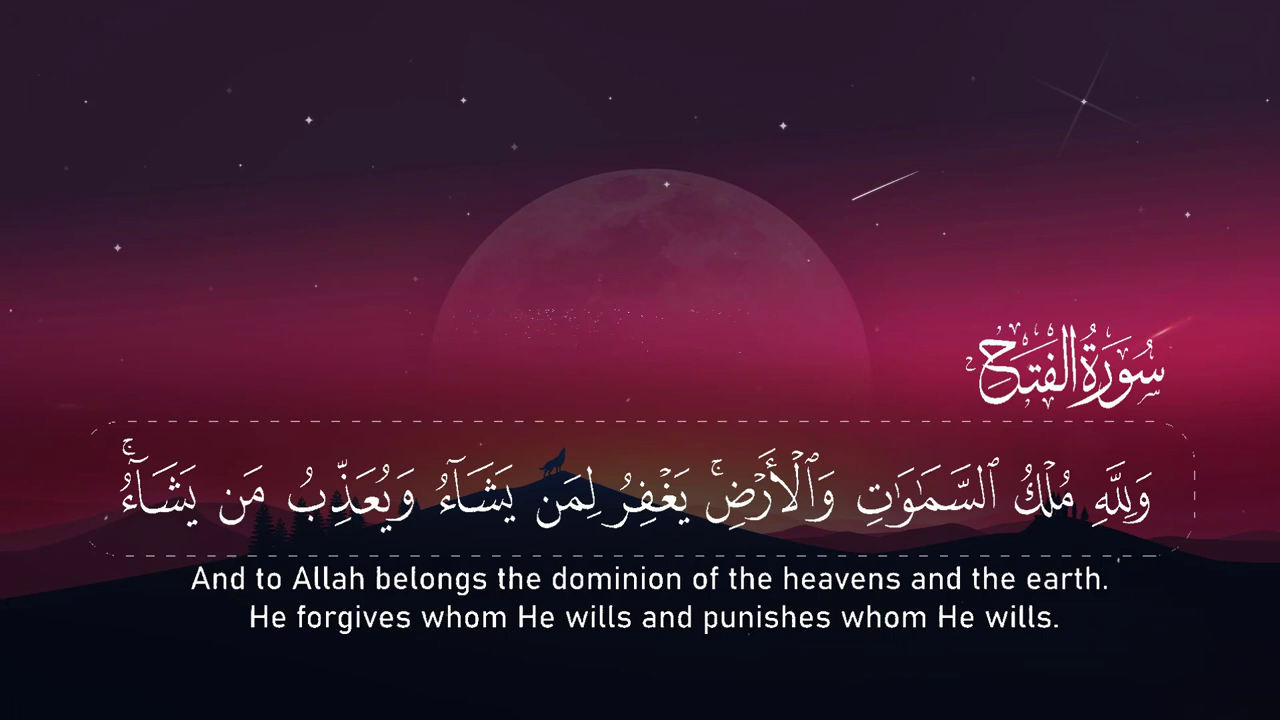 سُورَةُ الفَتۡحِ
وَلِلَّهِ مُلۡكُ ٱلسَّمَٰوَٰتِ وَٱلۡأَرۡضِۚ يَغۡفِرُ لِمَن يَشَآءُ وَيُعَذِّبُ مَن يَشَآءُۚ
And to Allah belongs the dominion of the heavens and the earth.
He forgives whom He wills and punishes whom He wills.